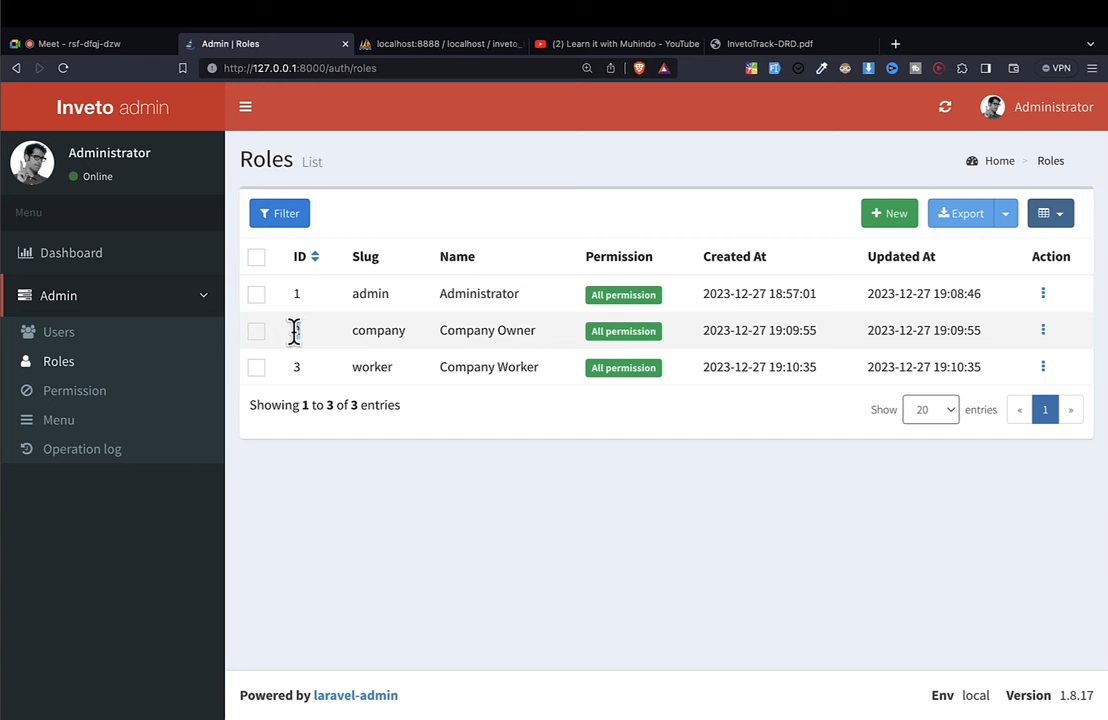 Meet - rsf-dfqj-dzw
Admin | Roles
localhost:8888 / localhost / inveto_
(2) Learn it with Muhindo - YouTube
InvetoTrack-DRD.pdf
http://127.0.0.1:8000/auth/roles
VPN
Inveto admin
Administrator
Administrator
Online
Roles List
Home > Roles
Menu
Filter
New
Export
Dashboard
ID Slug Name Permission Created At Updated At Action
Admin
1 admin Administrator All permission 2023-12-27 18:57:01 2023-12-27 19:08:46
Users
company Company Owner All permission 2023-12-27 19:09:55 2023-12-27 19:09:55
Roles
3 worker Company Worker All permission 2023-12-27 19:10:35 2023-12-27 19:10:35
Permission
Showing 1 to 3 of 3 entries
Show 20 entries « 1 »
Menu
Operation log
Powered by laravel-admin
Env local Version 1.8.17